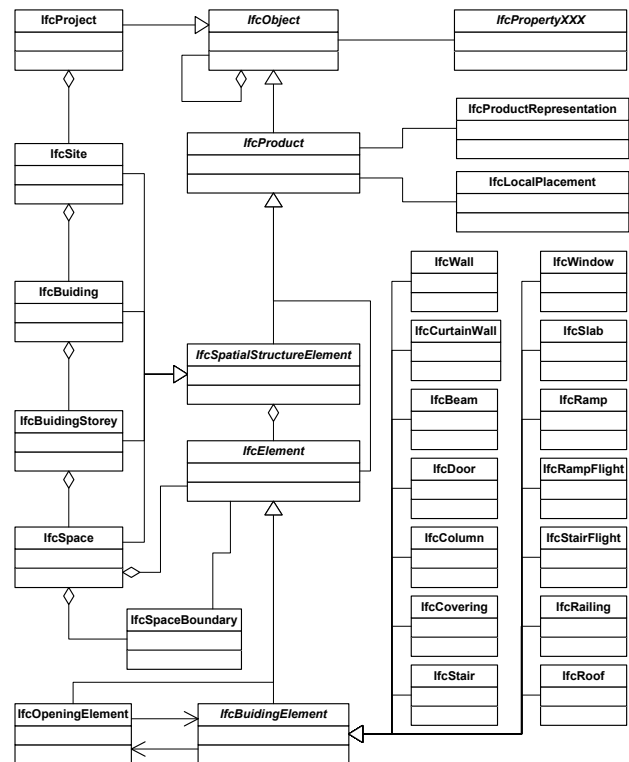 IfcProject
IfcObject
IfcPropertyXXX
IfcProductRepresentation
IfcProduct
IfcSite
IfcLocalPlacement
IfcWall
IfcWindow
IfcBuiding
IfcCurtainWall
IfcSlab
IfcSpatialStructureElement
IfcBeam
IfcRamp
IfcBuidingStorey
IfcElement
IfcDoor
IfcRampFlight
IfcSpace
IfcColumn
IfcStairFlight
IfcSpaceBoundary
IfcCovering
IfcRailing
IfcStair
IfcRoof
IfcOpeningElement
IfcBuidingElement